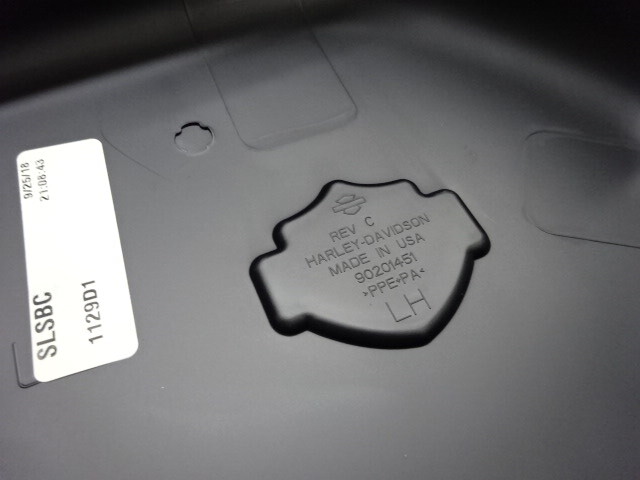 9/25/18
21:08:43
SLSBC
1129D1
REV C
HARLEY-DAVIDSON
MADE IN USA
90201451
>PPE+PA<
LH